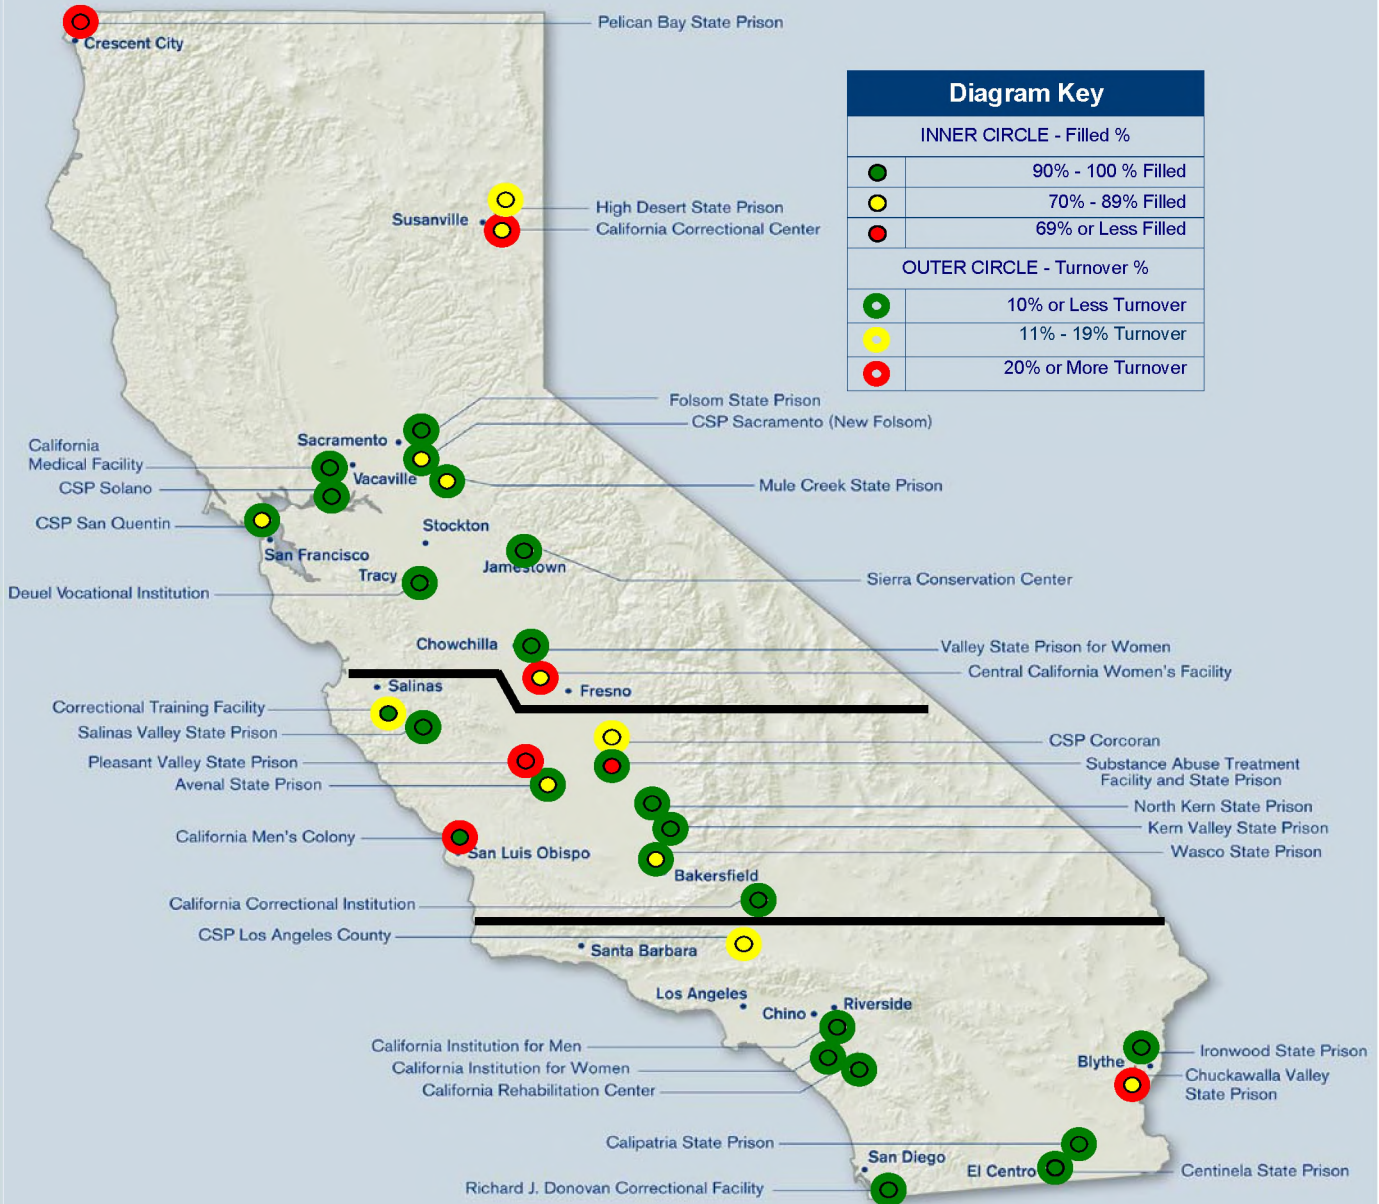 Pelican Bay State Prison
Crescent City
Diagram Key
INNER CIRCLE - Filled %
90% - 100 % Filled
70% - 89% Filled
69% or Less Filled
OUTER CIRCLE - Turnover %
10% or Less Turnover
11% - 19% Turnover
20% or More Turnover
High Desert State Prison
Susanville
California Correctional Center
Folsom State Prison
CSP Sacramento (New Folsom)
Sacramento
California
Medical Facility
Vacaville
CSP Solano
Mule Creek State Prison
CSP San Quentin
Stockton
San Francisco
Jamestown
Tracy
Sierra Conservation Center
Deuel Vocational Institution
Chowchilla
Valley State Prison for Women
Central California Women's Facility
Salinas
Fresno
Correctional Training Facility
Salinas Valley State Prison
CSP Corcoran
Pleasant Valley State Prison
Substance Abuse Treatment
Facility and State Prison
Avenal State Prison
North Kern State Prison
Kern Valley State Prison
California Men's Colony
San Luis Obispo
Wasco State Prison
Bakersfield
California Correctional Institution
CSP Los Angeles County
Santa Barbara
Los Angeles
Riverside
Chino
California Institution for Men
California Institution for Women
California Rehabilitation Center
Ironwood State Prison
Blythe
Chuckawalla Valley
State Prison
Calipatria State Prison
San Diego
El Centro
Centinela State Prison
Richard J. Donovan Correctional Facility